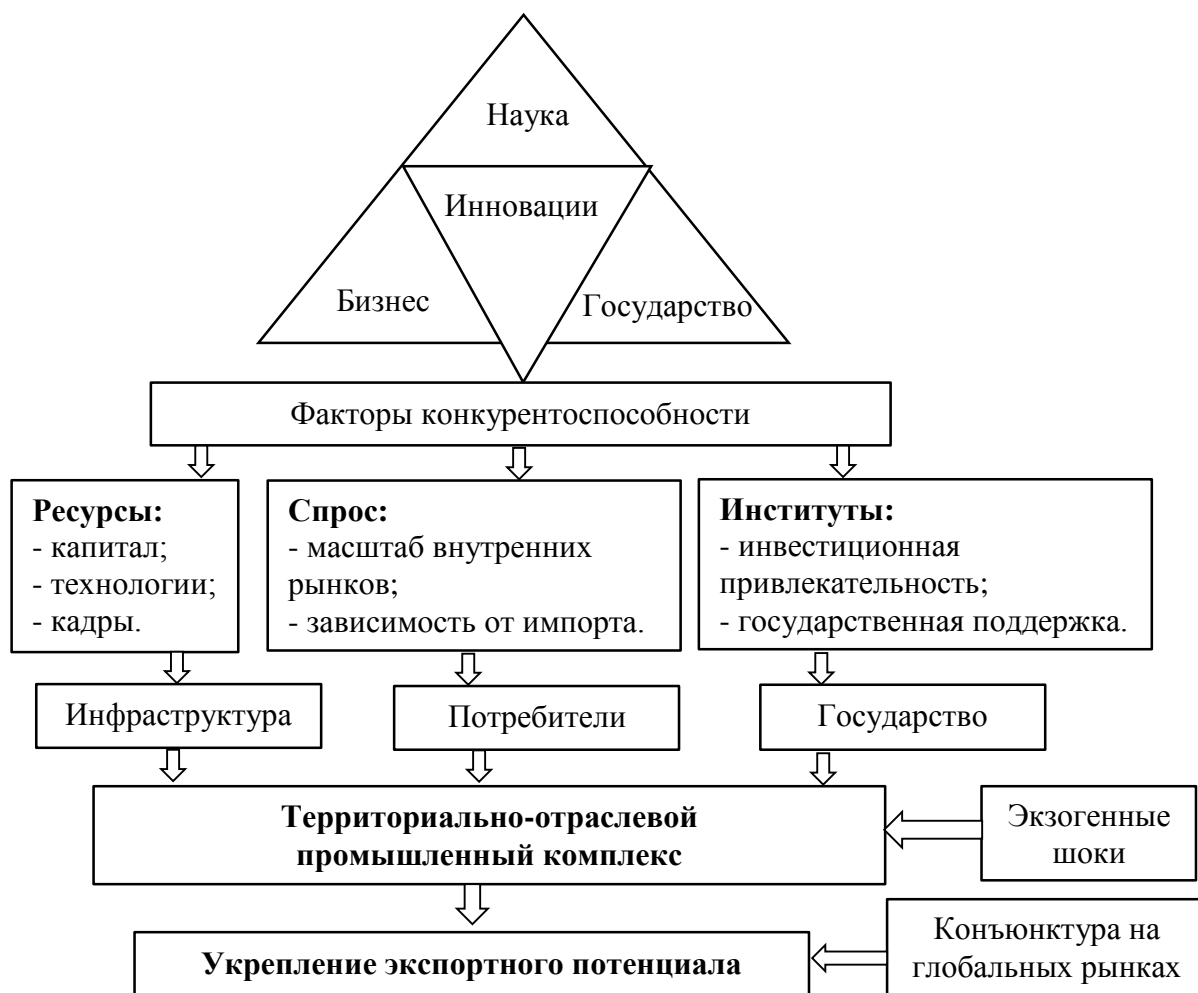 Наука
Инновации
Бизнес
Государство
Факторы конкурентоспособности
Ресурсы:
- капитал;
- технологии;
- кадры.
Спрос:
- масштаб внутренних
рынков;
- зависимость от импорта.
Институты:
- инвестиционная
привлекательность;
- государственная поддержка.
Инфраструктура
Потребители
Государство
Территориально-отраслевой
промышленный комплекс
Экзогенные
шоки
Укрепление экспортного потенциала
Конъюнктура на
глобальных рынках